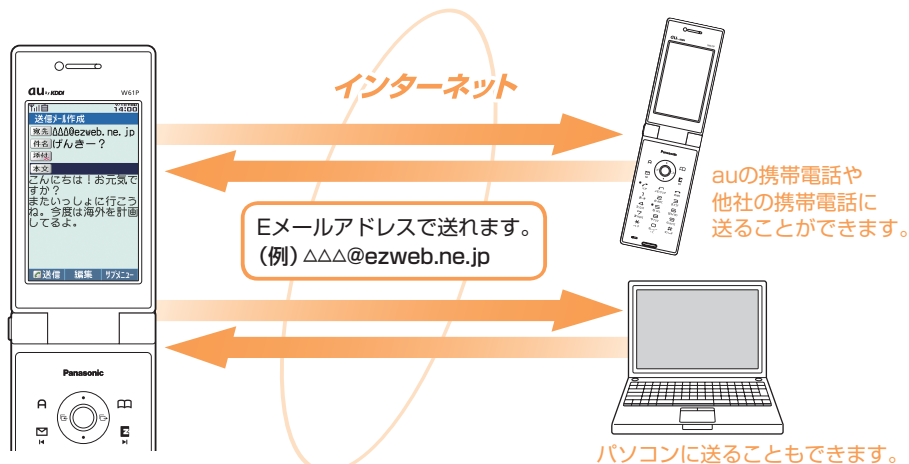 インターネット
au by KDDI W61P
14:00
送信メール作成
宛先 △△△@ezweb.ne.jp
件名 げんきー?
添付
本文
こんにちは!お元気で
すか?
またいっしょに行こう
ね。今度は海外を計画
してるよ。
送信 編集 サブメニュー
Panasonic
Eメールアドレスで送れます。
(例)△△△@ezweb.ne.jp
Panasonic
auの携帯電話や
他社の携帯電話に
送ることができます。
パソコンに送ることもできます。